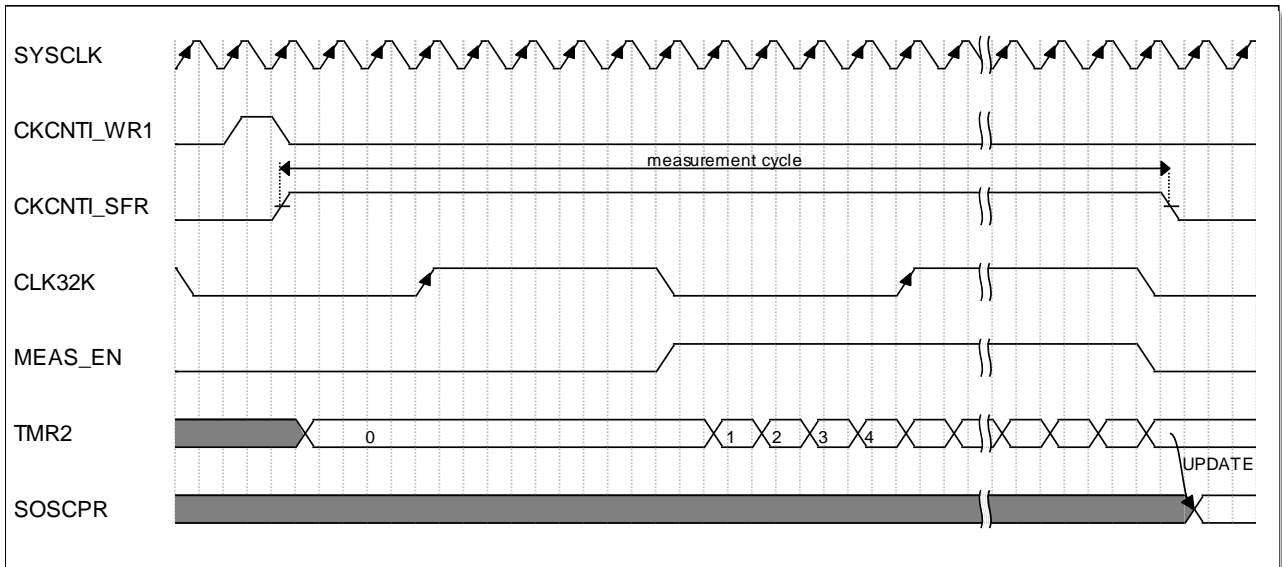 SYSCLK
CKCNTI_WR1
measurement cycle
CKCNTI_SFR
CLK32K
MEAS_EN
TMR2
0
1
2
3
4
UPDATE
SOSCPR